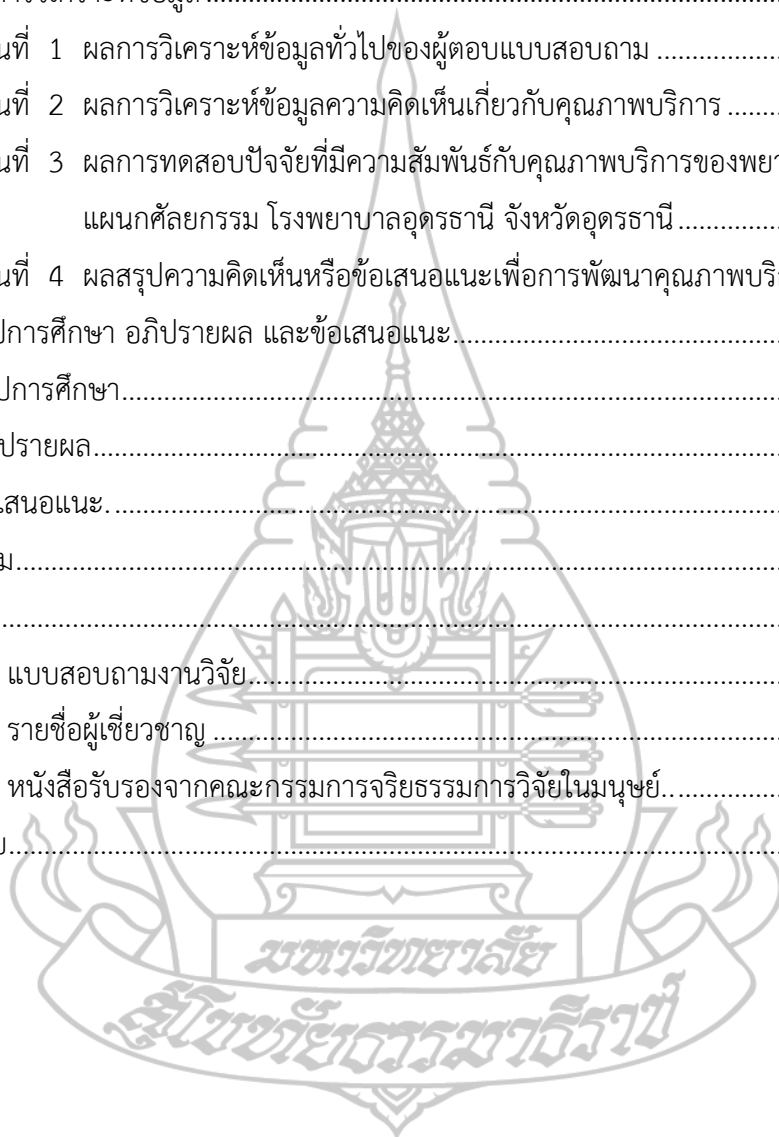 การวิเคราะห์ข้อมูล
นที่ 1 ผลการวิเคราะห์ข้อมูลทั่วไปของผู้ตอบแบบสอบถาม
นที่ 2 ผลการวิเคราะห์ข้อมูลความคิดเห็นเกี่ยวกับคุณภาพบริการ
นที่ 3 ผลการทดสอบปัจจัยที่มีความสัมพันธ์กับคุณภาพบริการของพยา
แผนกศัลยกรรม โรงพยาบาลอุดรธานี จังหวัดอุดรธานี
นที่ 4 ผลสรุปความคิดเห็นหรือข้อเสนอแนะเพื่อการพัฒนาคุณภาพบริ
ปการศึกษา อภิปรายผล และข้อเสนอแนะ
ปการศึกษา
ปรายผล
เสนอแนะ
ม
แบบสอบถามงานวิจัย
รายชื่อผู้เชี่ยวชาญ
หนังสือรับรองจากคณะกรรมการจริยธรรมการวิจัยในมนุษย์
มหาวิทยาลัย
สุโขทัยธรรมาธิราช